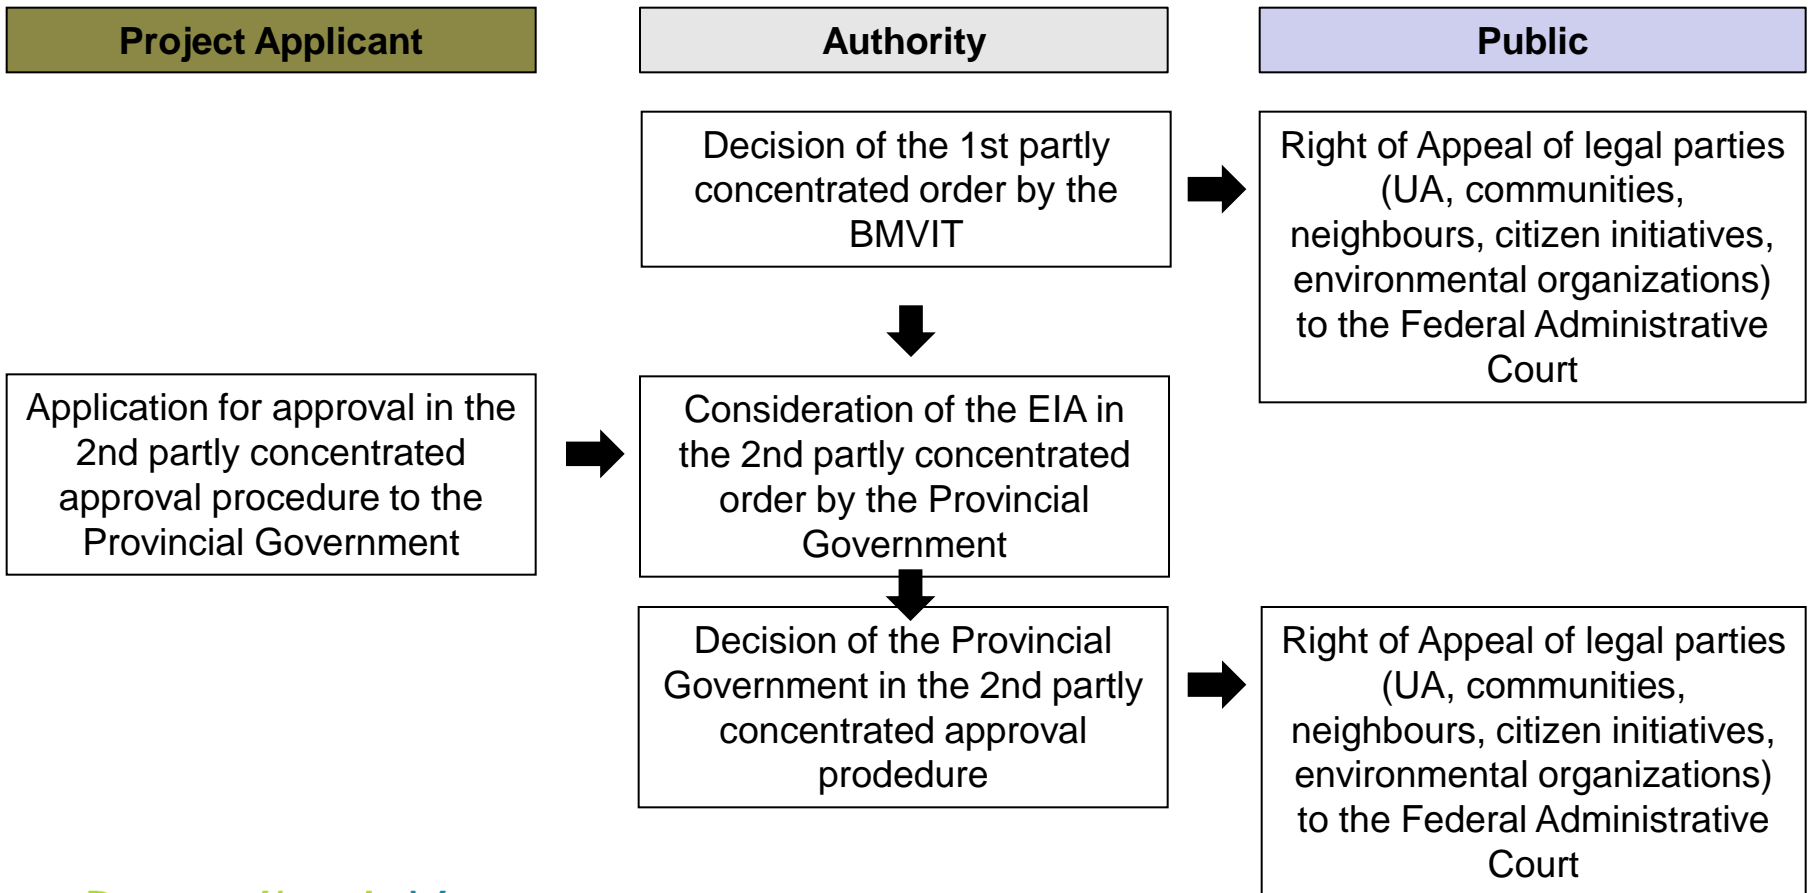 Project Applicant
Authority
Public
Decision of the 1st partly
concentrated order by the
BMVIT
Right of Appeal of legal parties
(UA, communities,
neighbours, citizen initiatives,
environmental organizations)
to the Federal Administrative
Court
Application for approval in the
2nd partly concentrated
approval procedure to the
Provincial Government
Consideration of the EIA in
the 2nd partly concentrated
order by the Provincial
Government
Decision of the Provincial
Government in the 2nd partly
concentrated approval
prodedure
Right of Appeal of legal parties
(UA, communities,
neighbours, citizen initiatives,
environmental organizations)
to the Federal Administrative
Court